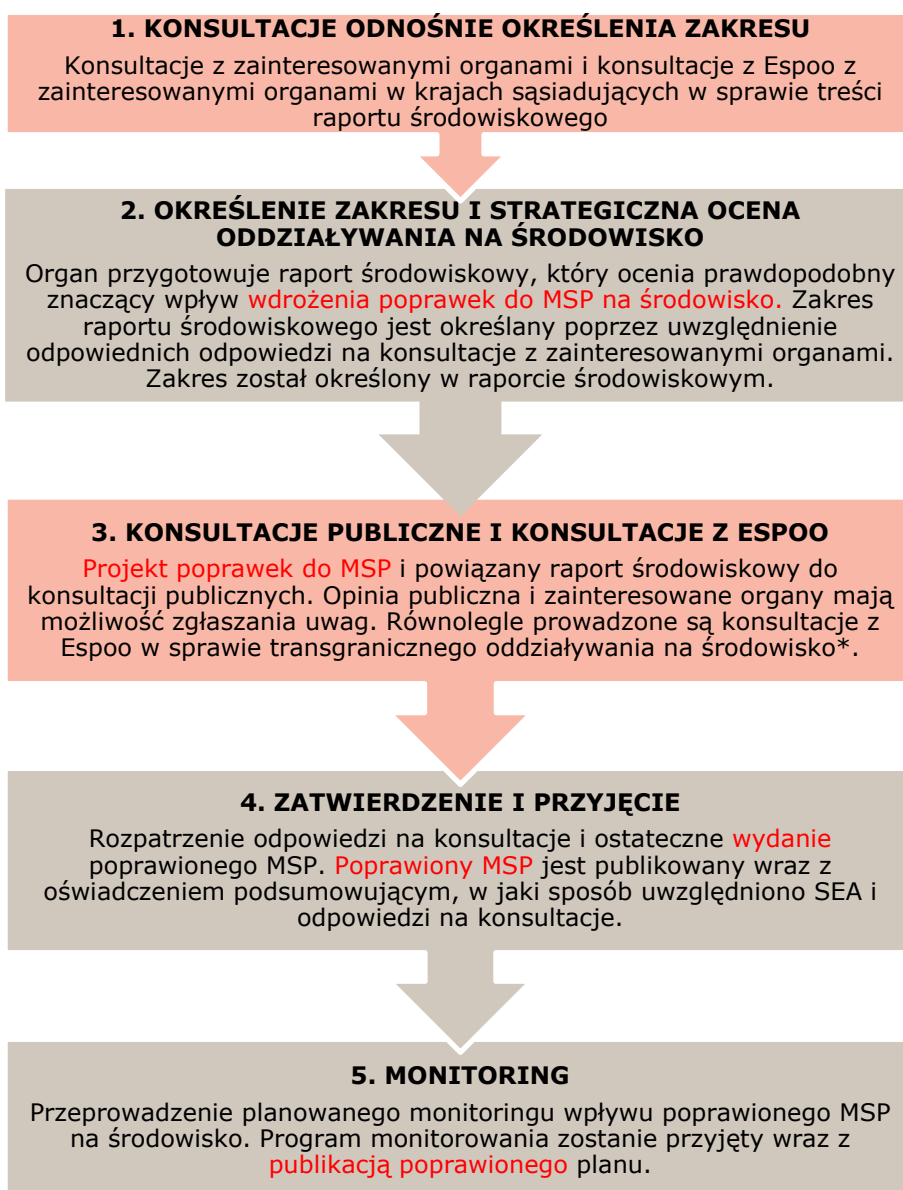 1. KONSULTACJE ODNOŚNIE OKREŚLENIA ZAKRESU
Konsultacje z zainteresowanymi organami i konsultacje z Espoo z
zainteresowanymi organami w krajach sąsiadujących w sprawie treści
raportu środowiskowego
2. OKREŚLENIE ZAKRESU I STRATEGICZNA OCENA
ODDZIAŁYWANIA NA ŚRODOWISKO
Organ przygotowuje raport środowiskowy, który ocenia prawdopodobny
znaczący wpływ wdrożenia poprawek do MSP na środowisko. Zakres
raportu środowiskowego jest określany poprzez uwzględnienie
odpowiednich odpowiedzi na konsultacje z zainteresowanymi organami.
Zakres został określony w raporcie środowiskowym.
3. KONSULTACJE PUBLICZNE I KONSULTACJE Z ESPOO
Projekt poprawek do MSP i powiązany raport środowiskowy do
konsultacji publicznych. Opinia publiczna i zainteresowane organy mają
możliwość zgłaszania uwag. Równolegle prowadzone są konsultacje z
Espoo w sprawie transgranicznego oddziaływania na środowisko*.
4. ZATWIERDZENIE I PRZYJĘCIE
Rozpatrzenie odpowiedzi na konsultacje i ostateczne wydanie
poprawionego MSP. Poprawiony MSP jest publikowany wraz z
oświadczeniem podsumowującym, w jaki sposób uwzględniono SEA i
odpowiedzi na konsultacje.
5. MONITORING
Przeprowadzenie planowanego monitoringu wpływu poprawionego MSP
na środowisko. Program monitorowania zostanie przyjęty wraz z
publikacją poprawionego planu.